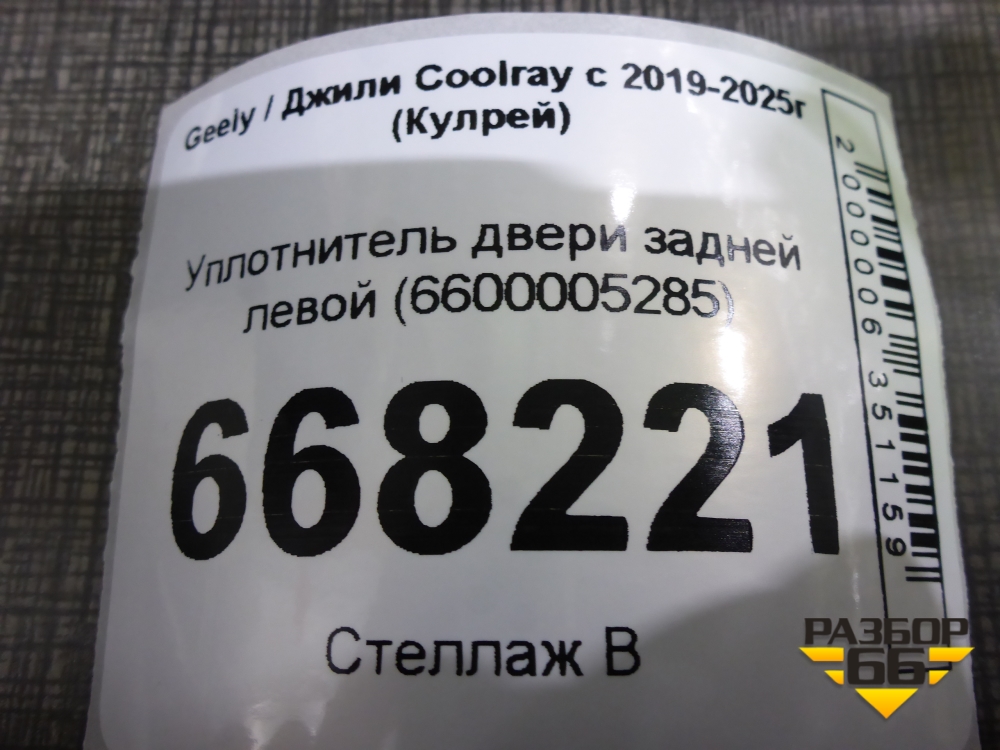 Geely / Джили Coolray с 2019-2025г
(Кулрей)
Уплотнитель двери задней
левой (6600005285)
668221
Стеллаж В
2000006351159
РАЗБОР
66